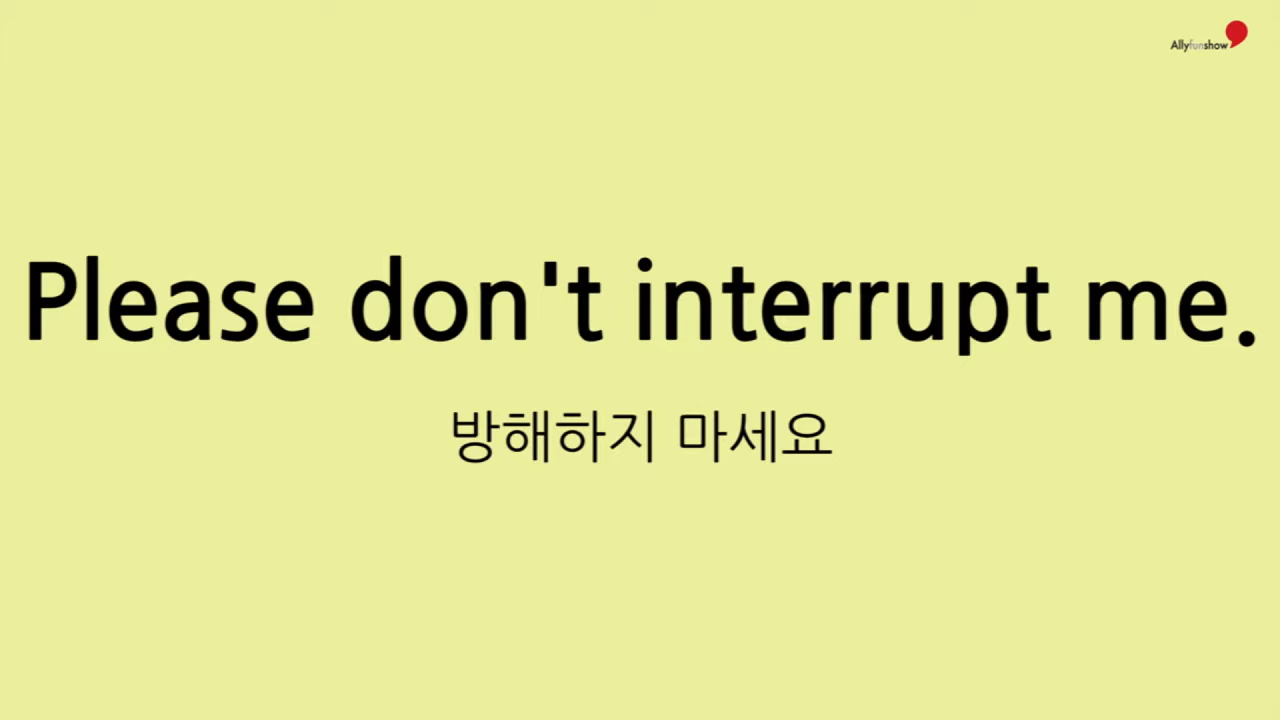 Allyfunshow
Please don't interrupt me.
방해하지 마세요